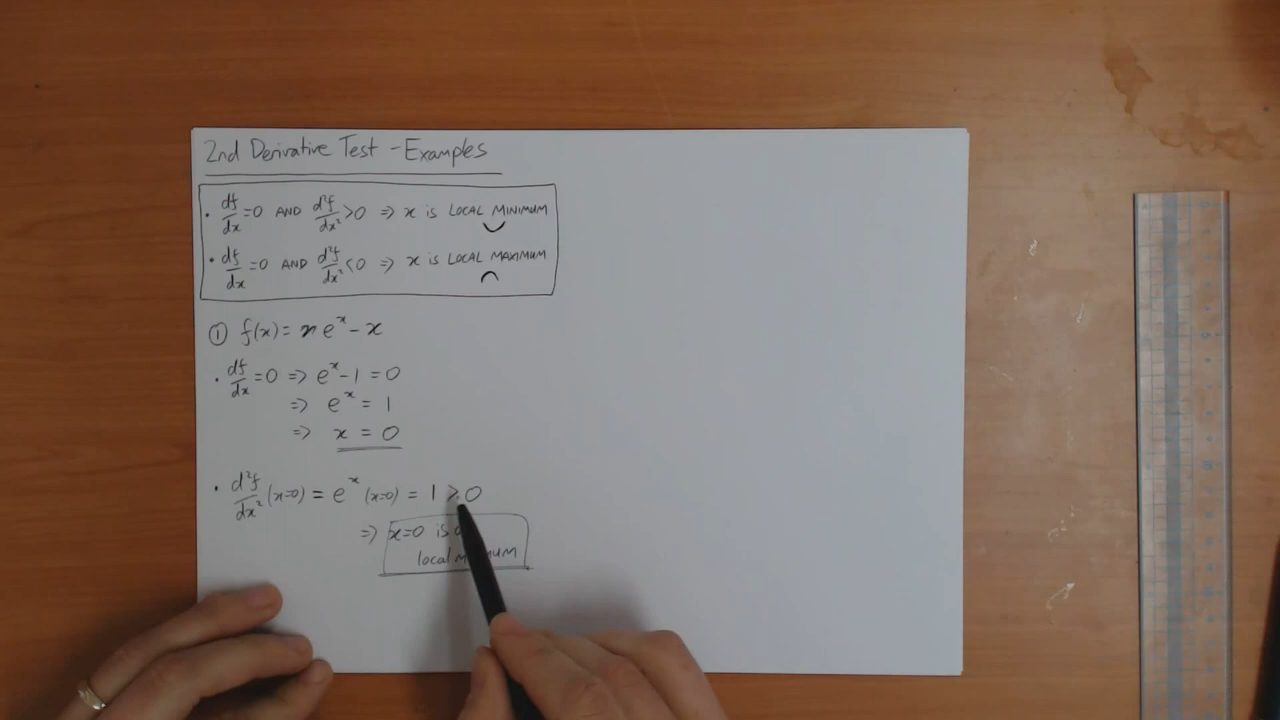 2nd Derivative Test - Examples
• df/dx = 0 AND d²f/dx² > 0 ⇒ x is LOCAL MINIMUM
• df/dx = 0 AND d²f/dx² < 0 ⇒ x is LOCAL MAXIMUM
① f(x) = e^x - x
• df/dx = 0 ⇒ e^x - 1 = 0
⇒ e^x = 1
⇒ x = 0
• d²f/dx² (x=0) = e^x (x=0) = 1 > 0
⇒ x=0 is
local